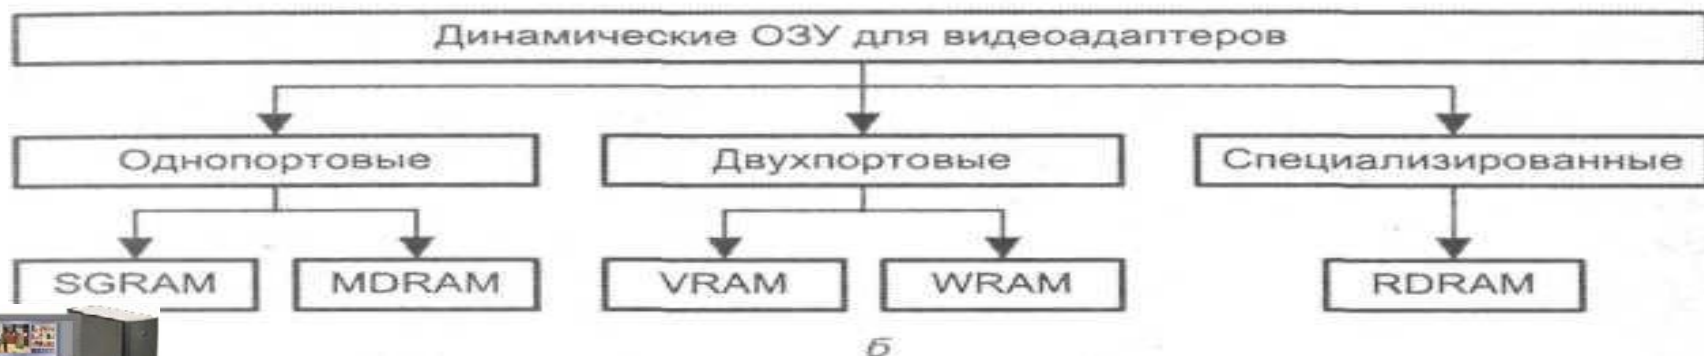 Динамические ОЗУ для видеоадаптеров
Однопортовые Двухпортовые Специализированные
SGRAM MDRAM VRAM WRAM RDRAM
б